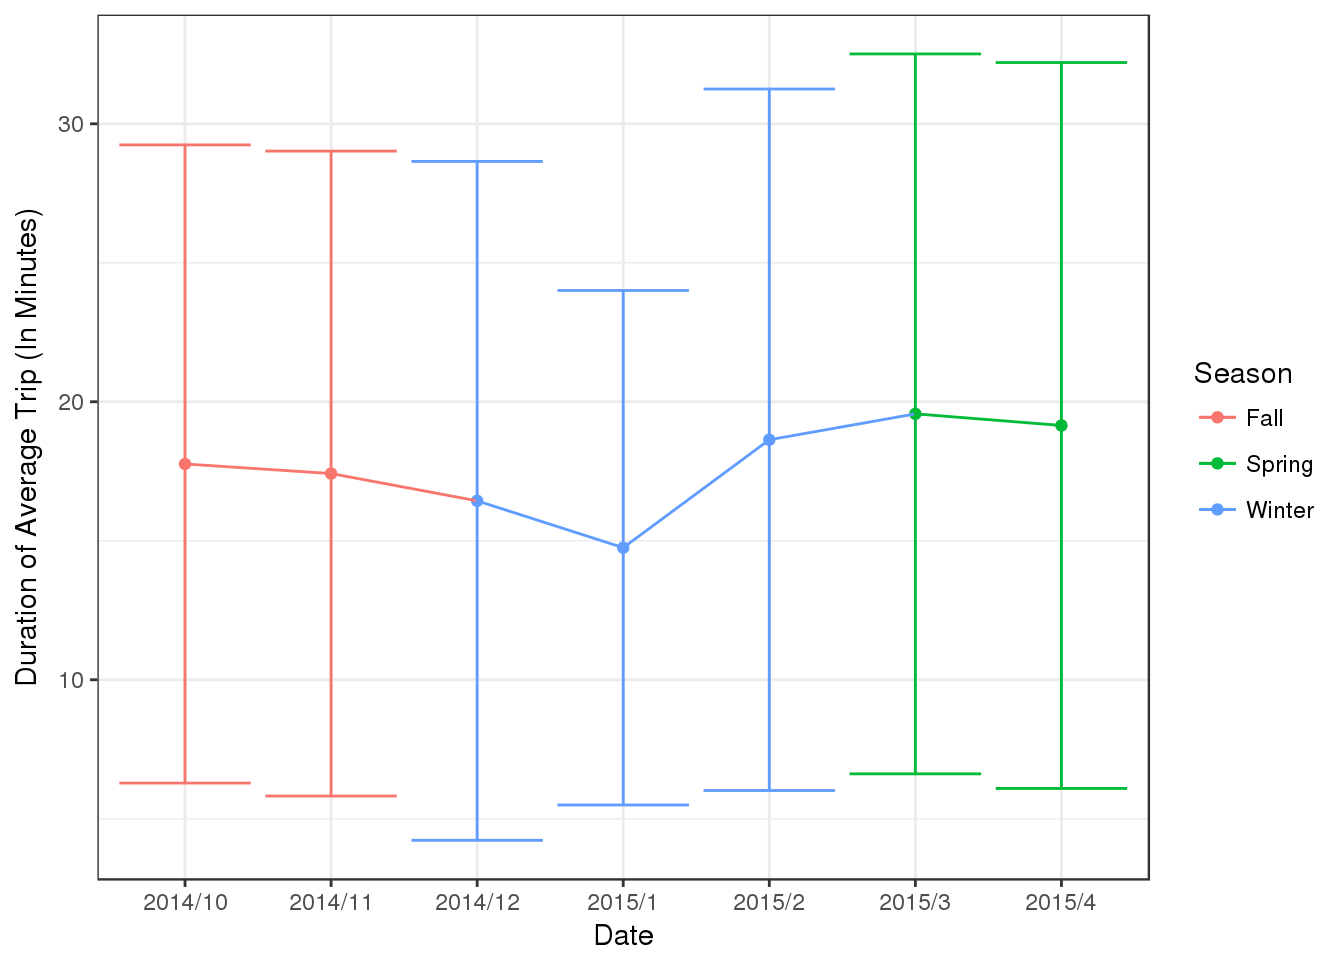 Duration of Average Trip (In Minutes)
30
20
10
2014/10
2014/11
2014/12
2015/1
2015/2
2015/3
2015/4
Date
Season
Fall
Spring
Winter